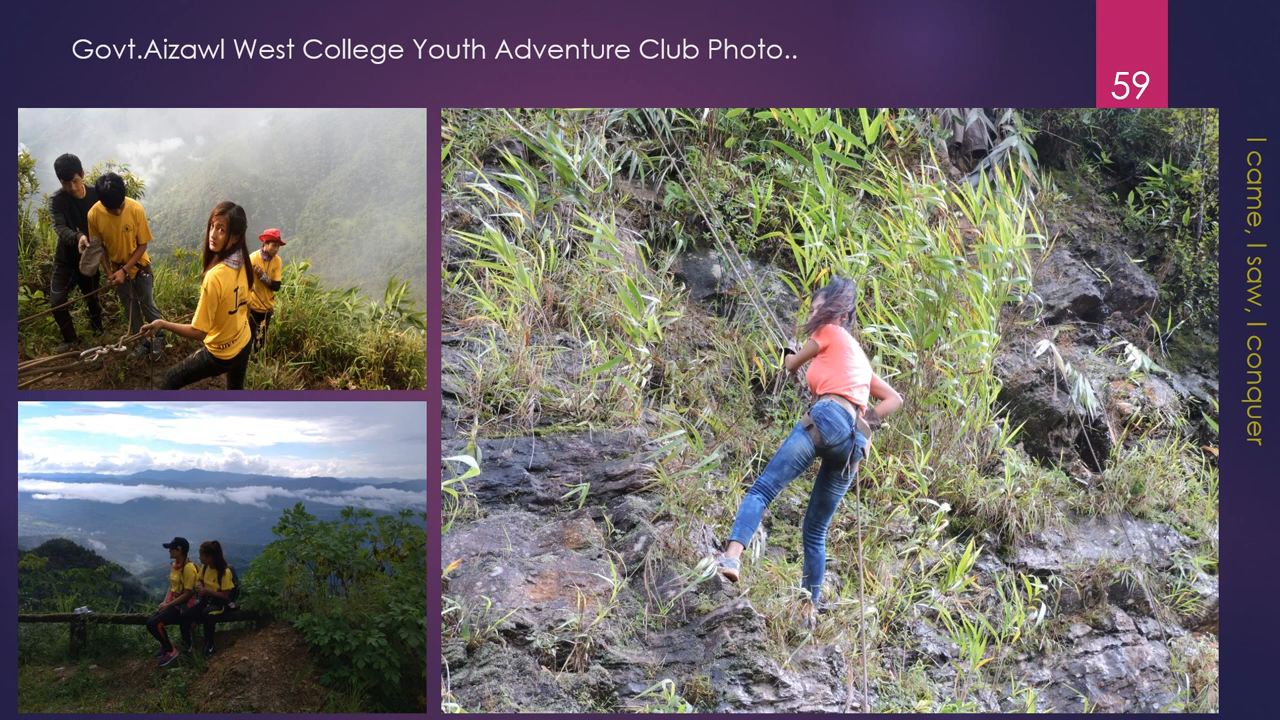 Govt.Aizawl West College Youth Adventure Club Photo..
59
I came, I saw, I conquer